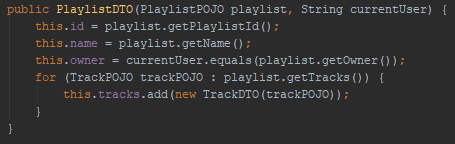 public PlaylistDTO(PlaylistPOJO playlist, String currentUser) {
    this.id = playlist.getPlaylistId();
    this.name = playlist.getName();
    this.owner = currentUser.equals(playlist.getOwner());
    for (TrackPOJO trackPOJO : playlist.getTracks()) {
        this.tracks.add(new TrackDTO(trackPOJO));
    }
}